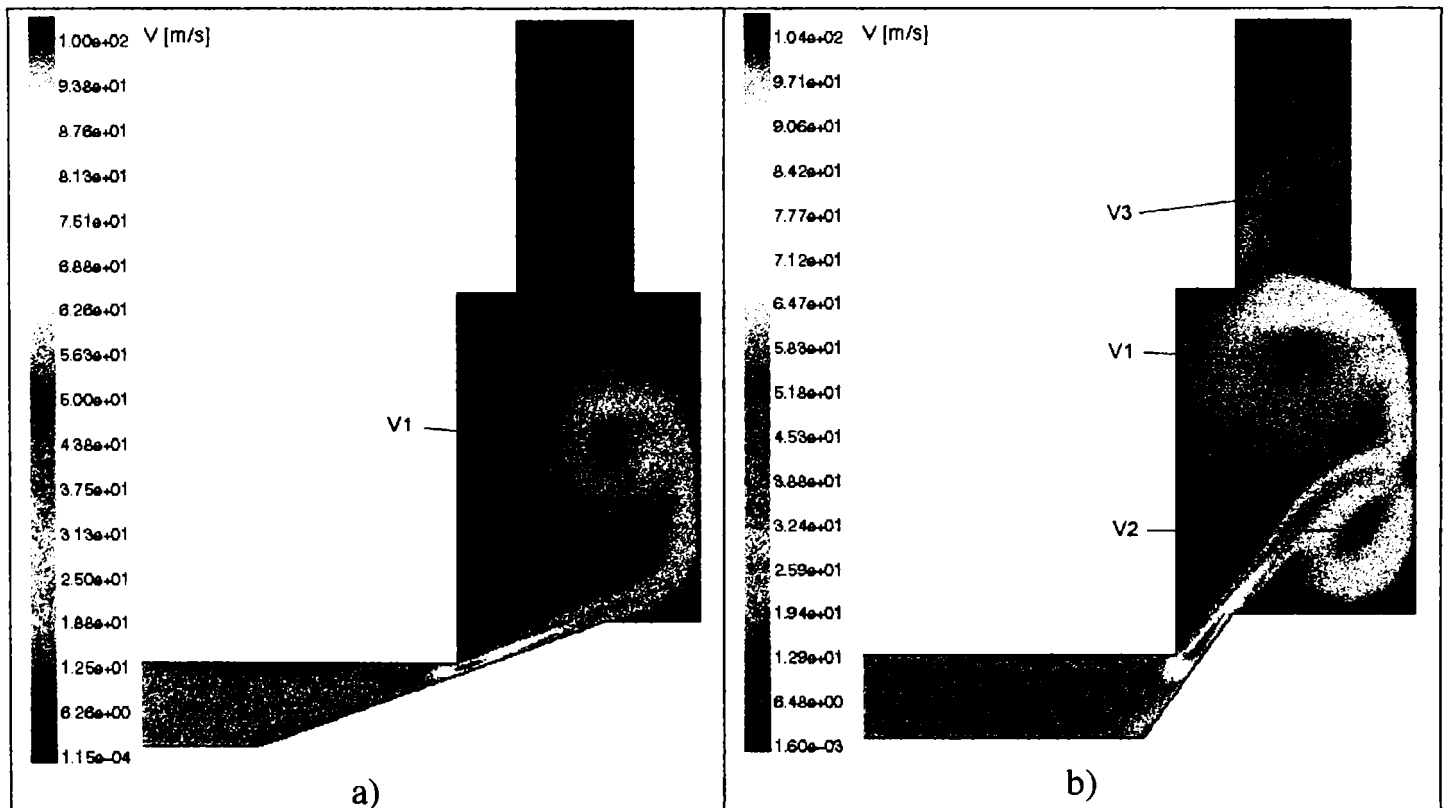 V [m/s]
1.00e+02
9.38e+01
8.76e+01
8.13e+01
7.51e+01
6.88e+01
6.26e+01
5.63e+01
5.00e+01
4.38e+01
3.75e+01
3.13e+01
2.50e+01
1.88e+01
1.25e+01
6.26e+00
1.15e-04
V1
a)
V [m/s]
1.04e+02
9.71e+01
9.06e+01
8.42e+01
7.77e+01
7.12e+01
6.47e+01
5.83e+01
5.18e+01
4.53e+01
3.88e+01
3.24e+01
2.59e+01
1.94e+01
1.29e+01
6.48e+00
1.60e-03
V3
V1
V2
b)